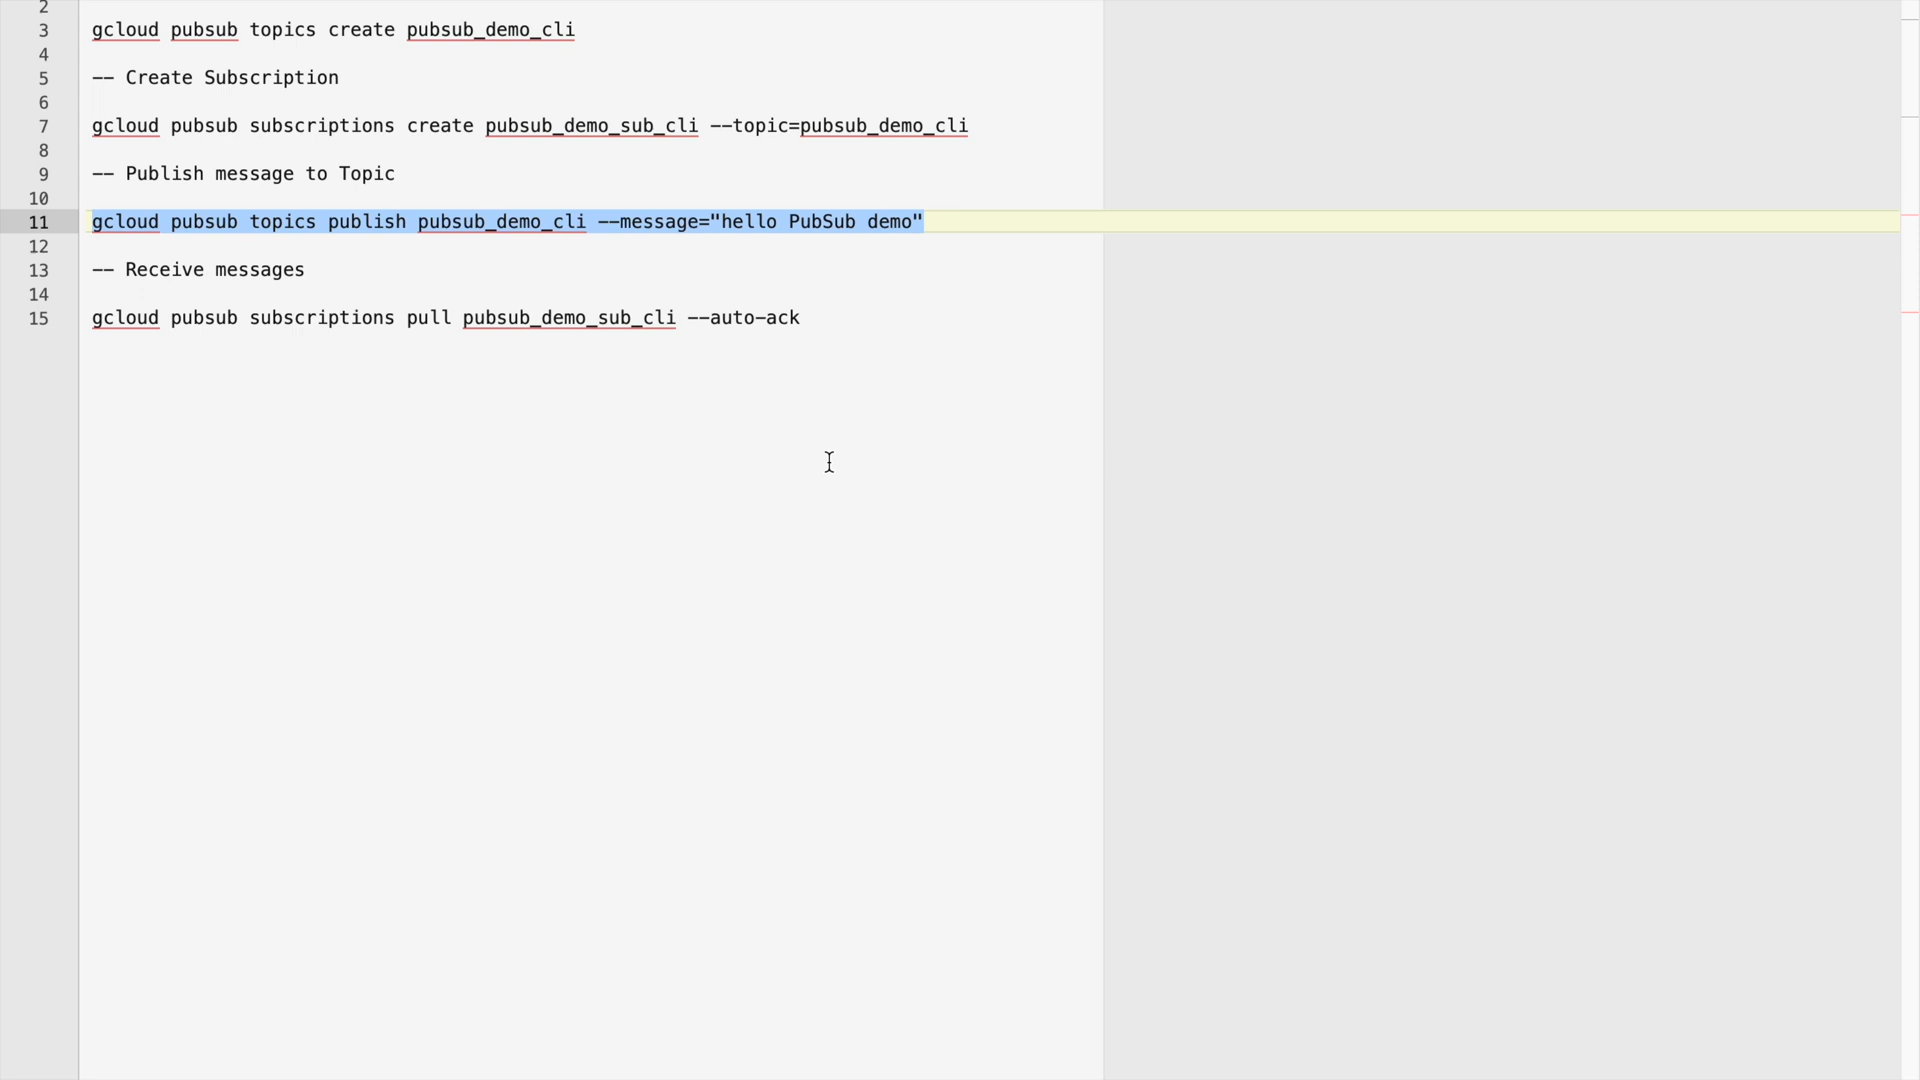 2
3 gcloud pubsub topics create pubsub_demo_cli
4
5 -- Create Subscription
6
7 gcloud pubsub subscriptions create pubsub_demo_sub_cli --topic=pubsub_demo_cli
8
9 -- Publish message to Topic
10
11 gcloud pubsub topics publish pubsub_demo_cli --message="hello PubSub demo"
12
13 -- Receive messages
14
15 gcloud pubsub subscriptions pull pubsub_demo_sub_cli --auto-ack